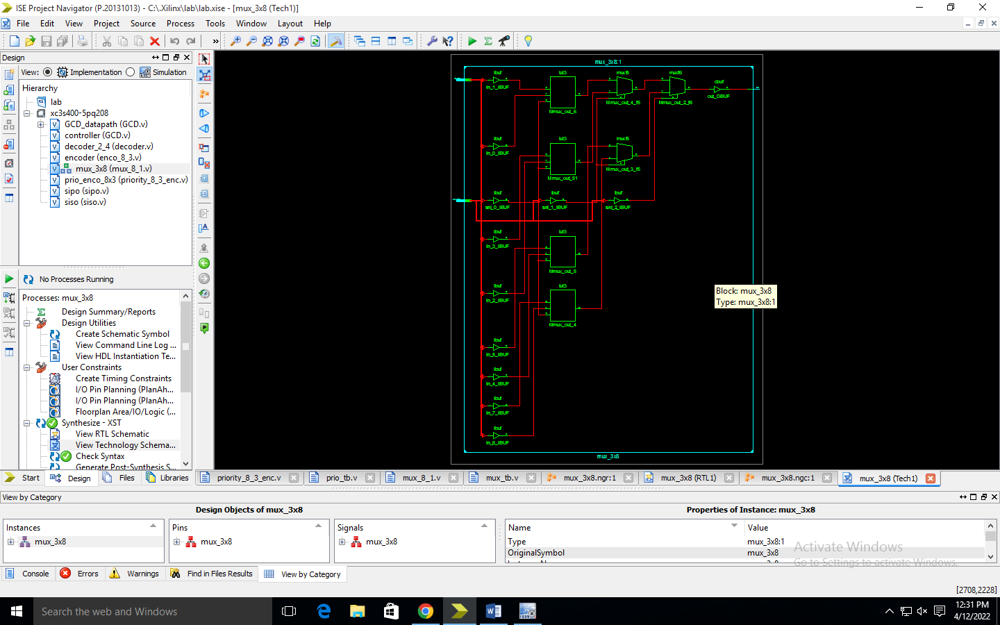 ISE Project Navigator (P.20131013) - C:\.Xilinx\lab\lab.xise - [mux_3x8 (Tech1)]
File Edit View Project Source Process Tools Window Layout Help
Design
View: Implementation Simulation
Hierarchy
lab
xc3s400-5pq208
GCD_datapath (GCD.v)
controller (GCD.v)
decoder_2_4 (decoder.v)
encoder (enco_8_3.v)
mux_3x8 (mux_8_1.v)
prio_enco_8x3 (priority_8_3_enc.v)
sipo (sipo.v)
siso (siso.v)
No Processes Running
Processes: mux_3x8
Design Summary/Reports
Design Utilities
Create Schematic Symbol
View Command Line Log ...
View HDL Instantiation Te...
User Constraints
Create Timing Constraints
I/O Pin Planning (PlanAh...
I/O Pin Planning (PlanAh...
Floorplan Area/IO/Logic (...
Synthesize - XST
View RTL Schematic
View Technology Schema...
Check Syntax
Generate Post-Synthesis S...
Start Design Files Libraries
mux_3x8:1
ibuf lut3 muxf5 muxf6
obuf
in_1_IBUF Mmux_out_6 Mmux_out_4_f5 Mmux_out_2_f6 out_OBUF
ibuf lut3 muxf5
in_0_IBUF Mmux_out_51 Mmux_out_3_f5
ibuf ibuf ibuf
sel_0_IBUF sel_1_IBUF sel_2_IBUF
ibuf lut3
in_3_IBUF Mmux_out_5
ibuf lut3
in_2_IBUF Mmux_out_4
ibuf
in_5_IBUF
ibuf
in_4_IBUF
ibuf
in_7_IBUF
ibuf
in_6_IBUF
mux_3x8
Block: mux_3x8
Type: mux_3x8:1
priority_8_3_enc.v prio_tb.v mux_8_1.v mux_tb.v mux_3x8.ngr:1 mux_3x8 (RTL1) mux_3x8.ngc:1 mux_3x8 (Tech1)
View by Category
Design Objects of mux_3x8 Properties of Instance: mux_3x8
Instances Pins Signals Name Value
mux_3x8 mux_3x8 mux_3x8 Type mux_3x8:1
OriginalSymbol mux_3x8
Activate Windows
Go to Settings to activate Windows.
Console Errors Warnings Find in Files Results View by Category
[2708,2228]
Search the web and Windows
12:31 PM
4/12/2022